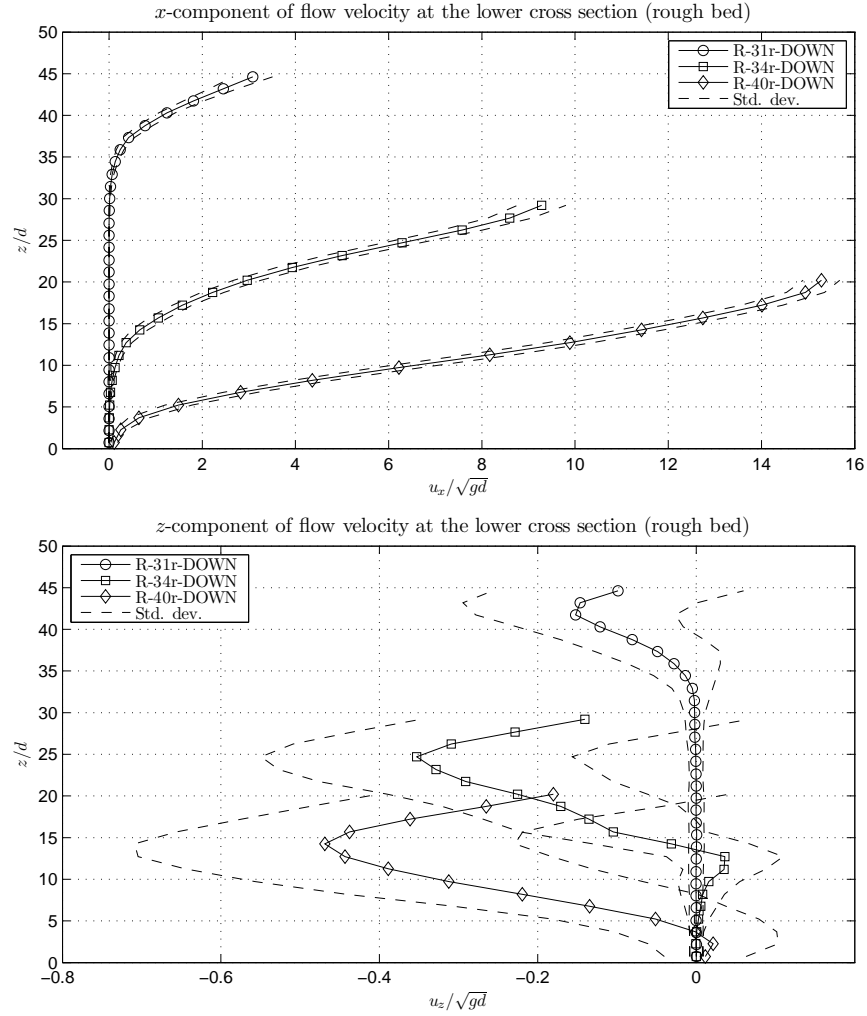 x-component of flow velocity at the lower cross section (rough bed)
50
45
40
35
30
25
20
15
10
5
0
z/d
R-31r-DOWN
R-34r-DOWN
R-40r-DOWN
Std. dev.
−1 0 2 4 6 8 10 12 14 16
u_x/√gd
z-component of flow velocity at the lower cross section (rough bed)
50
45
40
35
30
25
20
15
10
5
0
z/d
R-31r-DOWN
R-34r-DOWN
R-40r-DOWN
Std. dev.
−0.8 −0.6 −0.4 −0.2 0
u_z/√gd